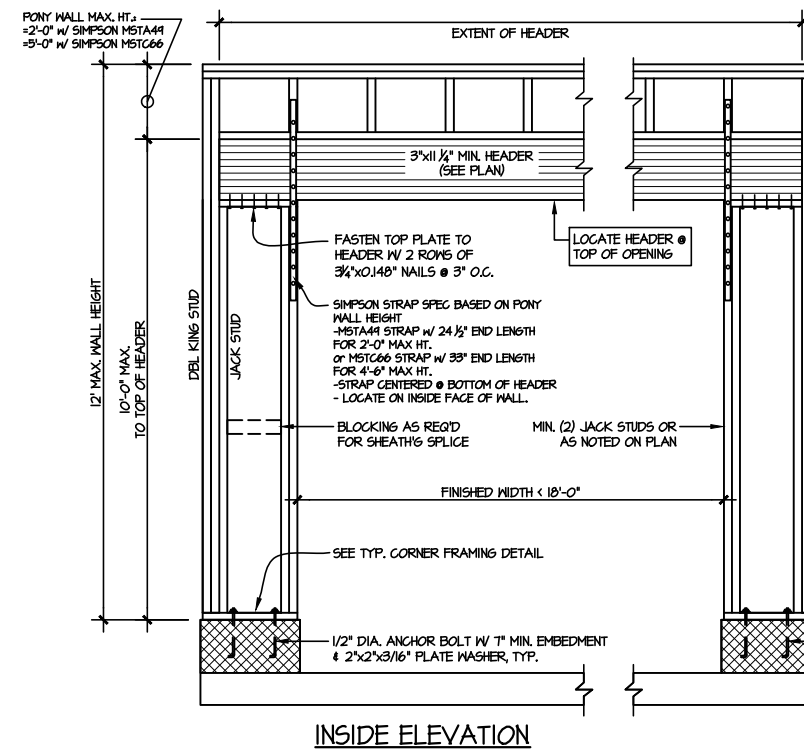 PONY WALL MAX. HT.:
=2'-0" W/ SIMPSON MSTA49
=5'-0" W/ SIMPSON MSTC66
EXTENT OF HEADER
3"x11 1/4" MIN. HEADER
(SEE PLAN)
FASTEN TOP PLATE TO
HEADER W/ 2 ROWS OF
3/4"x0.148" NAILS @ 3" O.C.
LOCATE HEADER @
TOP OF OPENING
SIMPSON STRAP SPEC BASED ON PONY
WALL HEIGHT
-MSTA49 STRAP W/ 24 1/2" END LENGTH
FOR 2'-0" MAX HT.
or MSTC66 STRAP W/ 33" END LENGTH
FOR 4'-6" MAX HT.
-STRAP CENTERED @ BOTTOM OF HEADER
- LOCATE ON INSIDE FACE OF WALL.
12' MAX. WALL HEIGHT
10'-0" MAX.
TO TOP OF HEADER
DBL KING STUD
JACK STUD
BLOCKING AS REQ'D
FOR SHEATH'G SPLICE
MIN. (2) JACK STUDS OR
AS NOTED ON PLAN
FINISHED WIDTH < 18'-0"
SEE TYP. CORNER FRAMING DETAIL
1/2" DIA. ANCHOR BOLT W/ 7" MIN. EMBEDMENT
& 2"x2"x3/16" PLATE WASHER, TYP.
INSIDE ELEVATION